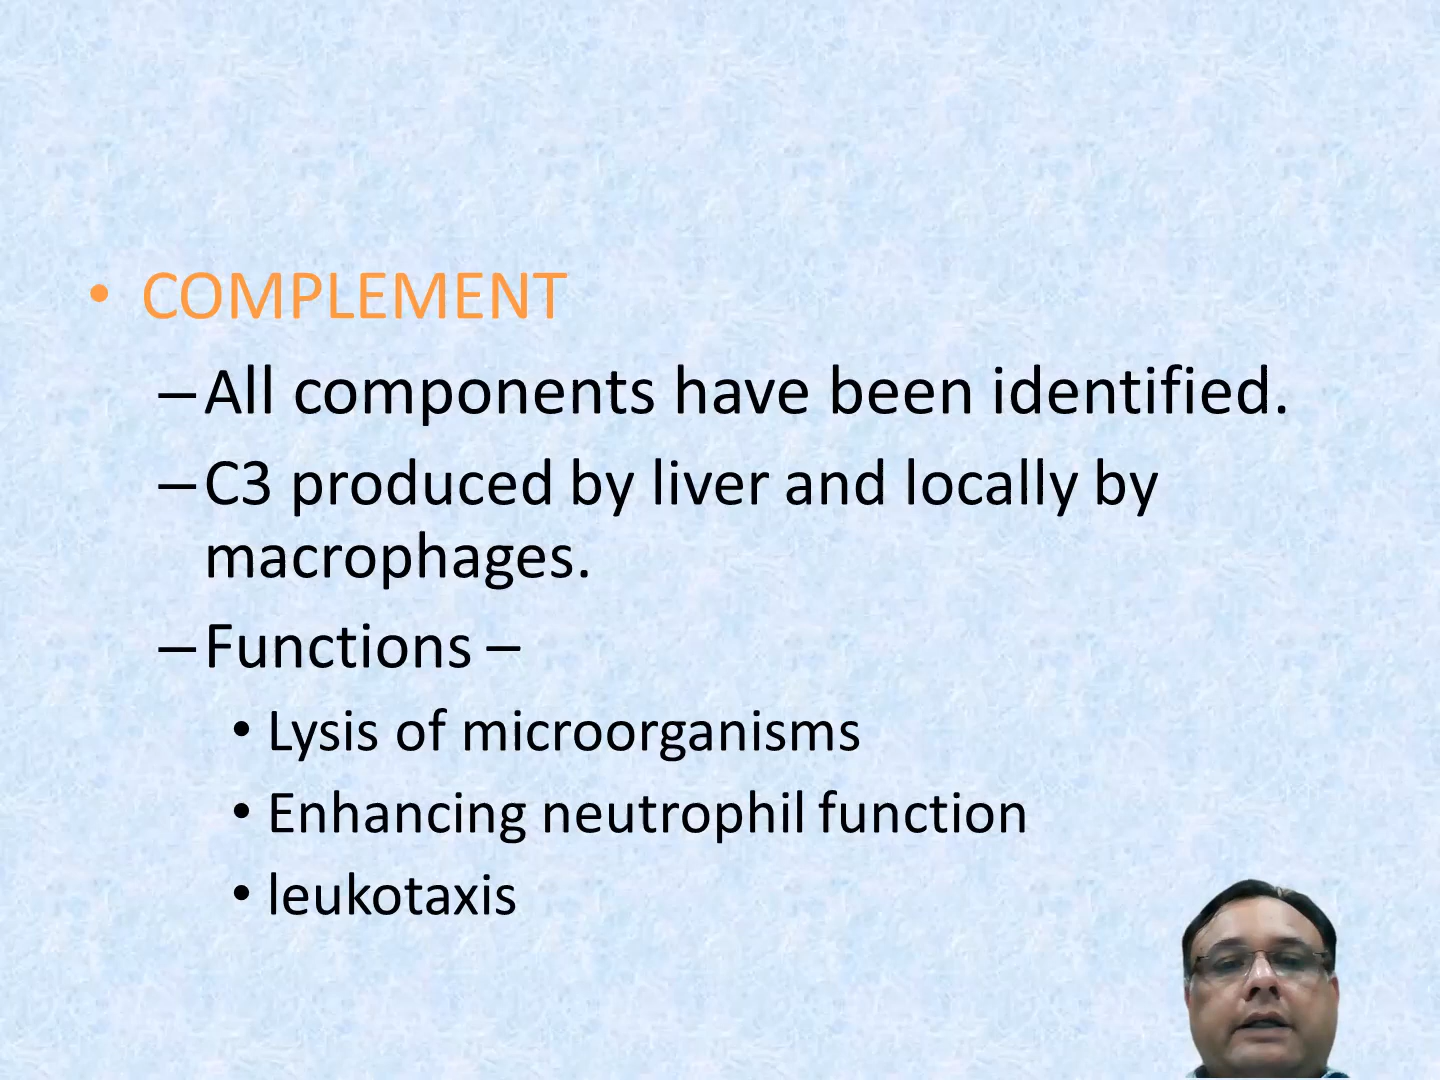 • COMPLEMENT
–All components have been identified.
–C3 produced by liver and locally by
macrophages.
–Functions –
• Lysis of microorganisms
• Enhancing neutrophil function
• leukotaxis